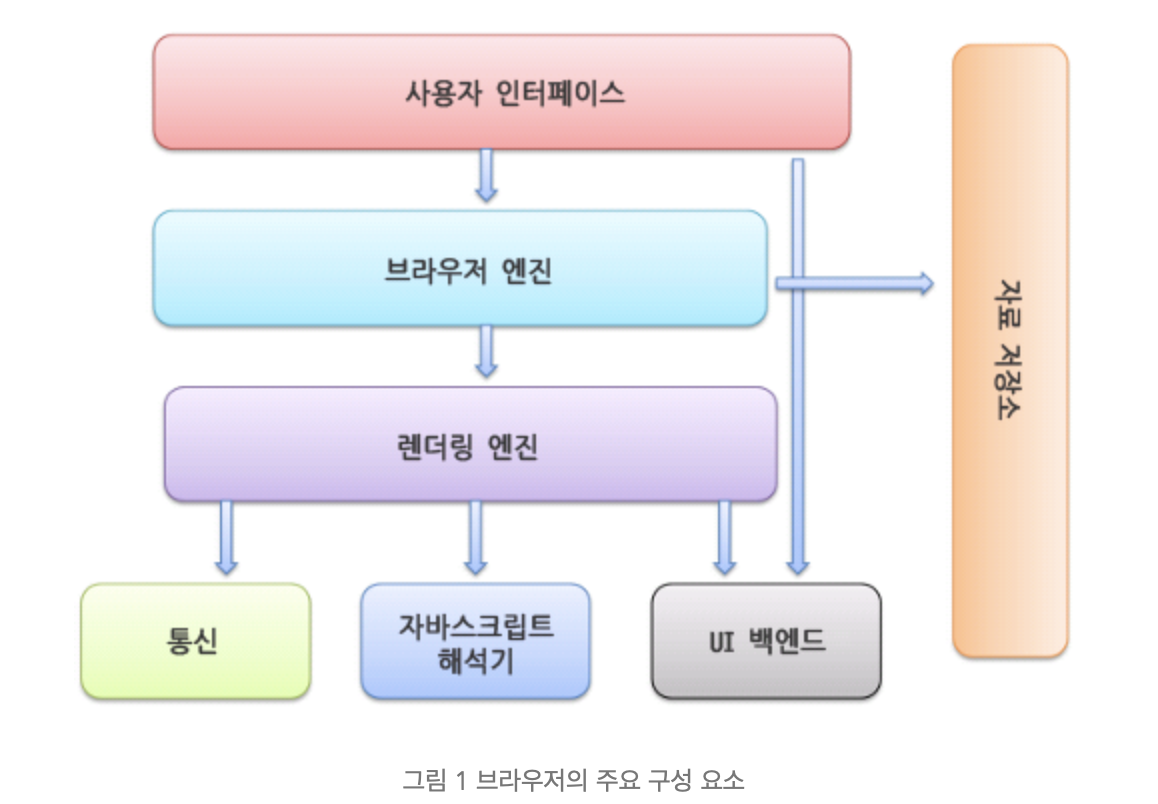 사용자 인터페이스
브라우저 엔진
자료 저장소
렌더링 엔진
통신
자바스크립트
해석기
UI 백엔드
그림 1 브라우저의 주요 구성 요소